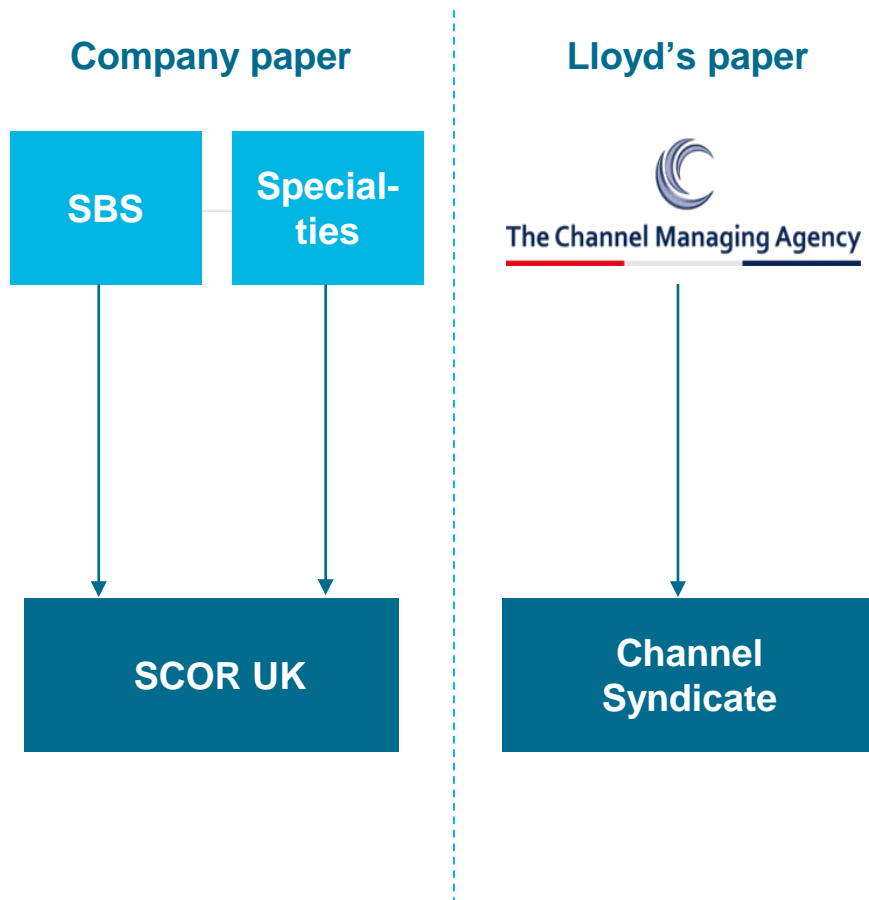 Company paper
Lloyd's paper
SBS
Special-
ties
The Channel Managing Agency
SCOR UK
Channel
Syndicate